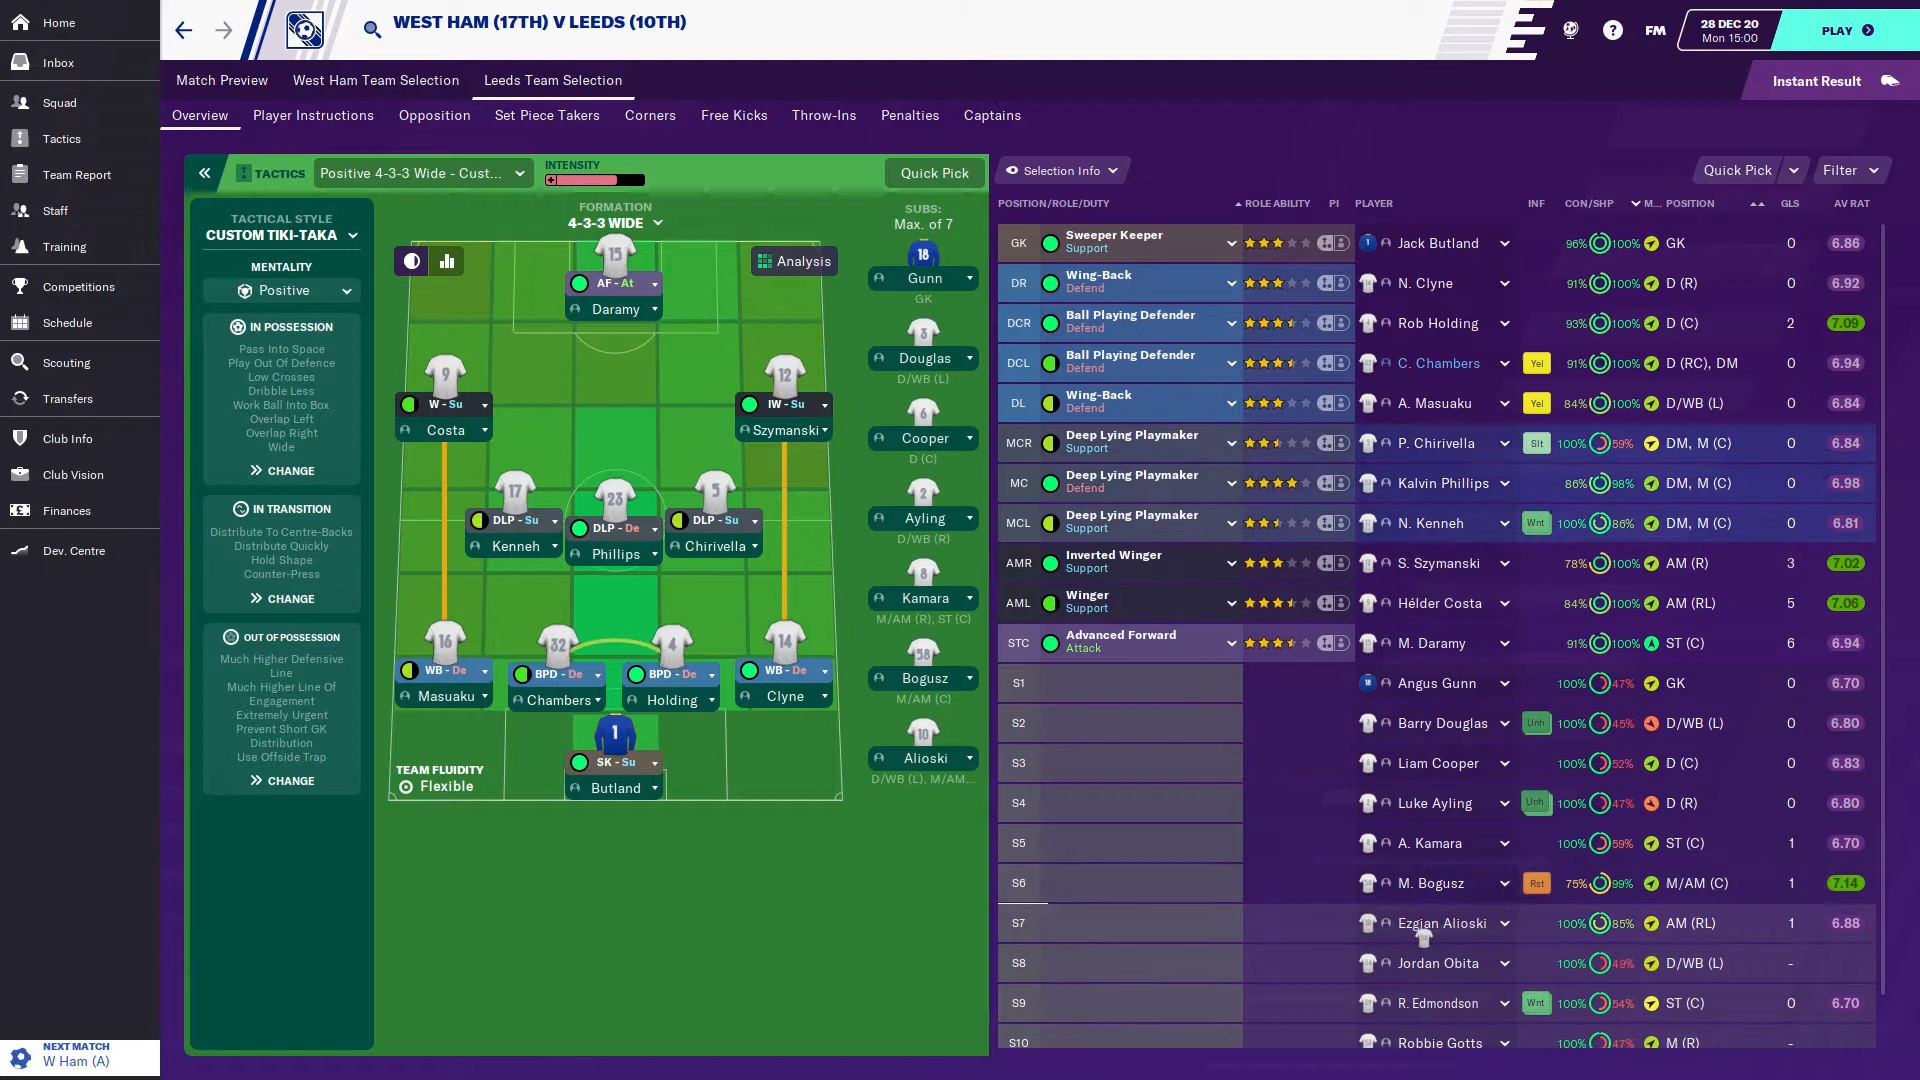 Home
Inbox
Squad
Tactics
Team Report
Staff
Training
Competitions
Schedule
Scouting
Transfers
Club Info
Club Vision
Finances
Dev. Centre
NEXT MATCH
W Ham (A)
WEST HAM (17TH) V LEEDS (10TH)
FM
28 DEC 20
Mon 15:00
PLAY
Match Preview West Ham Team Selection Leeds Team Selection
Instant Result
Overview Player Instructions Opposition Set Piece Takers Corners Free Kicks Throw-Ins Penalties Captains
TACTICS
Positive 4-3-3 Wide - Cust...
INTENSITY
Quick Pick
TACTICAL STYLE
CUSTOM TIKI-TAKA
MENTALITY
Positive
IN POSSESSION
Pass Into Space
Play Out Of Defence
Low Crosses
Dribble Less
Work Ball Into Box
Overlap Left
Overlap Right
Wide
CHANGE
IN TRANSITION
Distribute To Centre-Backs
Distribute Quickly
Hold Shape
Counter-Press
CHANGE
OUT OF POSSESSION
Much Higher Defensive
Line
Much Higher Line Of
Engagement
Extremely Urgent
Prevent Short GK
Distribution
Use Offside Trap
CHANGE
FORMATION
4-3-3 WIDE
Analysis
15
AF - At
Daramy
9
W - Su
Costa
12
IW - Su
Szymanski
17
DLP - Su
Kenneh
23
DLP - De
Phillips
5
DLP - Su
Chirivella
16
WB - De
Masuaku
32
BPD - De
Chambers
4
BPD - De
Holding
14
WB - De
Clyne
1
SK - Su
Butland
TEAM FLUIDITY
Flexible
SUBS:
Max. of 7
18
Gunn
GK
3
Douglas
D/WB (L)
6
Cooper
D (C)
2
Ayling
D/WB (R)
8
Kamara
M/AM (R), ST (C)
58
Bogusz
M/AM (C)
10
Alioski
D/WB (L), M/AM...
Selection Info
Quick Pick
Filter
POSITION/ROLE/DUTY ROLE ABILITY PI PLAYER INF CON/SHP M... POSITION GLS AV RAT
GK Sweeper Keeper Support Jack Butland 96% 100% GK 0 6.86
DR Wing-Back Defend N. Clyne 91% 100% D (R) 0 6.92
DCR Ball Playing Defender Defend Rob Holding 93% 100% D (C) 2 7.09
DCL Ball Playing Defender Defend C. Chambers Yel 91% 100% D (RC), DM 0 6.94
DL Wing-Back Defend A. Masuaku Yel 84% 100% D/WB (L) 0 6.84
MCR Deep Lying Playmaker Support P. Chirivella Slt 100% 59% DM, M (C) 0 6.84
MC Deep Lying Playmaker Defend Kalvin Phillips 86% 98% DM, M (C) 0 6.98
MCL Deep Lying Playmaker Support N. Kenneh Wnt 100% 86% DM, M (C) 0 6.81
AMR Inverted Winger Support S. Szymanski 78% 100% AM (R) 3 7.02
AML Winger Support Hélder Costa 84% 100% AM (RL) 5 7.06
STC Advanced Forward Attack M. Daramy 91% 100% ST (C) 6 6.94
S1 Angus Gunn 100% 47% GK 0 6.70
S2 Barry Douglas Unh 100% 45% D/WB (L) 0 6.80
S3 Liam Cooper 100% 52% D (C) 0 6.83
S4 Luke Ayling Unh 100% 47% D (R) 0 6.80
S5 A. Kamara 100% 59% ST (C) 1 6.70
S6 M. Bogusz Rst 75% 99% M/AM (C) 1 7.14
S7 Ezgjan Alioski 100% 85% AM (RL) 1 6.88
S8 Jordan Obita 100% 49% D/WB (L) -
S9 R. Edmondson Wnt 100% 54% ST (C) 0 6.70
S10 Robbie Gotts 100% 47% M (R) -